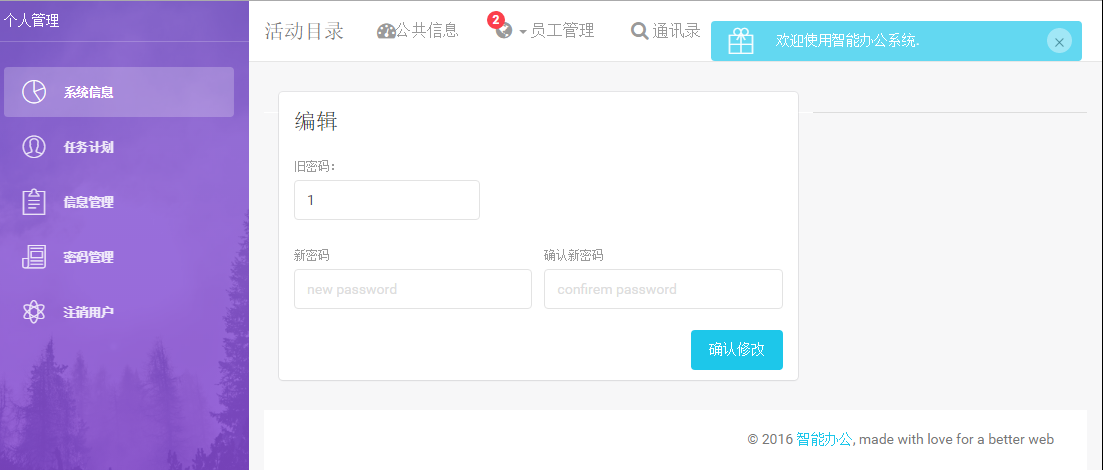 个人管理
系统信息
任务计划
信息管理
密码管理
注销用户
活动目录
公共信息
2
员工管理
通讯录
欢迎使用智能办公系统.
×
编辑
旧密码：
1
新密码
确认新密码
new password
confirem password
确认修改
© 2016 智能办公, made with love for a better web